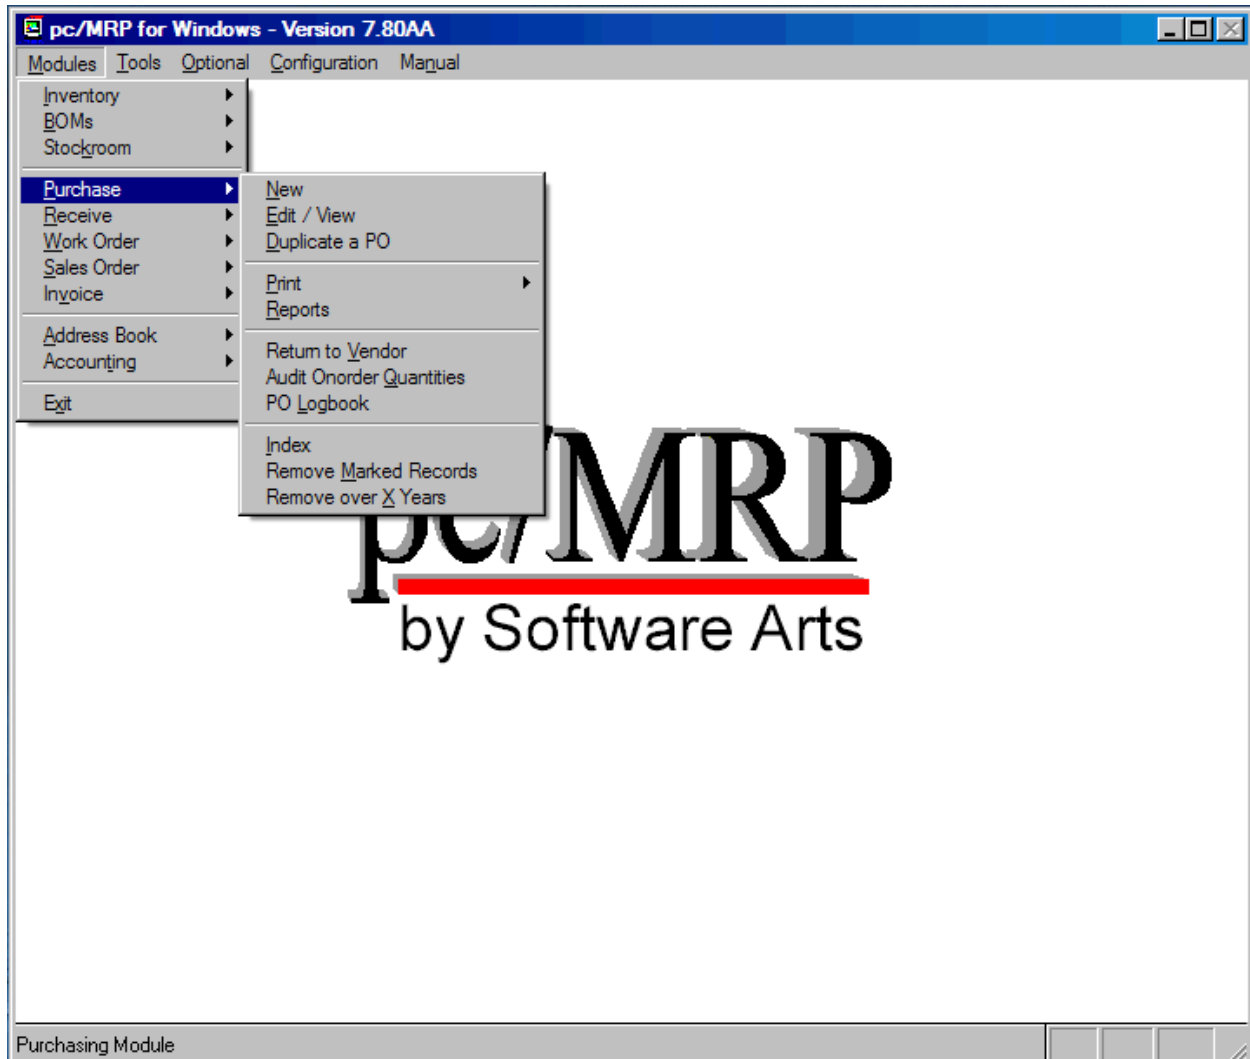 pc/MRP for Windows - Version 7.80AA
Modules Tools Optional Configuration Manual
Inventory
BOMs
Stockroom
Purchase
Receive
Work Order
Sales Order
Invoice
Address Book
Accounting
Exit
New
Edit / View
Duplicate a PO
Print
Reports
Return to Vendor
Audit Onorder Quantities
PO Logbook
Index
Remove Marked Records
Remove over X Years
pc/MRP
by Software Arts
Purchasing Module